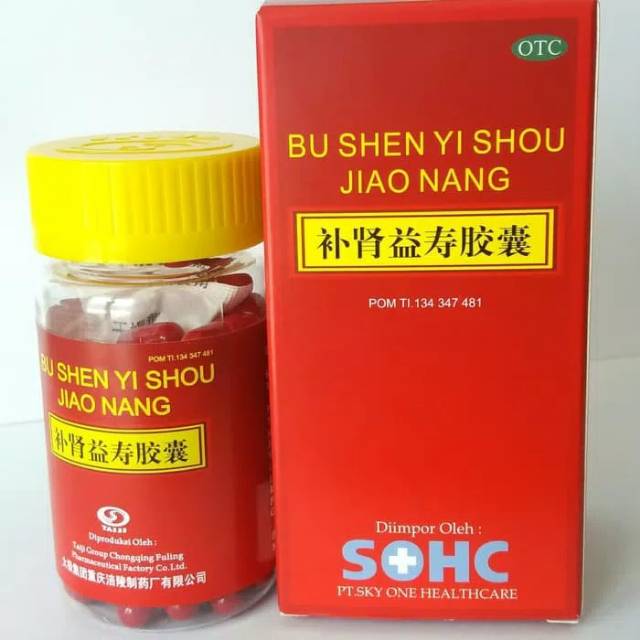 OTC
BU SHEN YI SHOU
JIAO NANG
补肾益寿胶囊
POM TI.134 347 481
Diimpor Oleh :
SOHC
PT.SKY ONE HEALTHCARE
POM TI.134 347 481
BU SHEN YI SHOU
JIAO NANG
补肾益寿胶囊
TAIJI
Diproduksi Oleh :
Taiji Group Chongqing Fuling
Pharmaceutical Factory Co. Ltd.
太极集团重庆涪陵制药厂有限公司